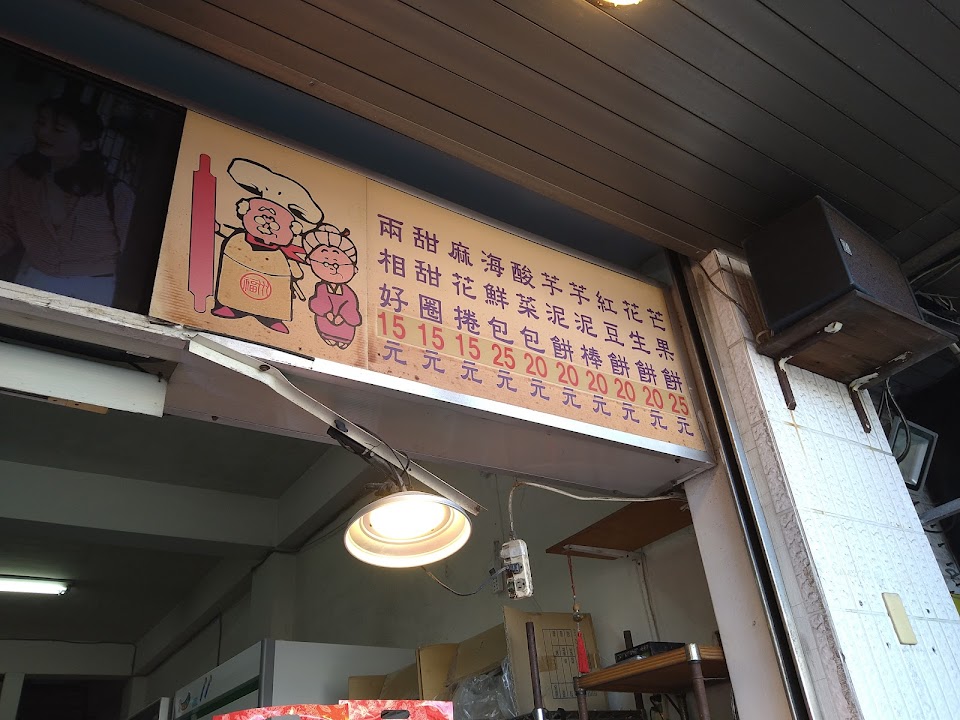 兩相好15元
甜甜圈15元
麻花捲15元
海鮮包25元
酸菜包20元
芋泥餅20元
芋泥棒20元
紅豆餅20元
花生餅20元
芒果餅25元